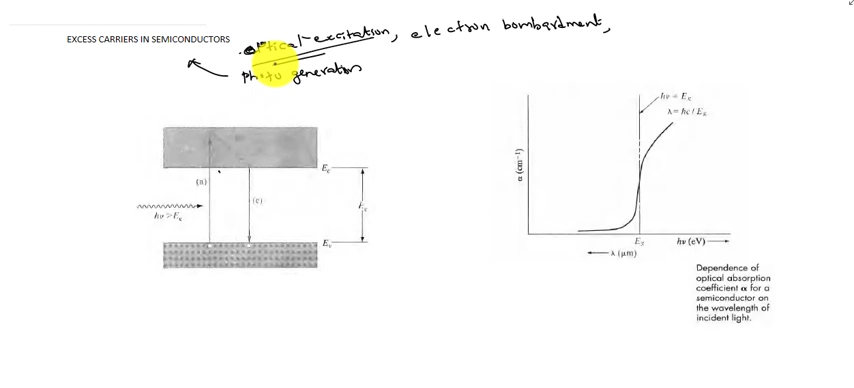 EXCESS CARRIERS IN SEMICONDUCTORS
optical-excitation, electron bombardment,
photo generation
hν = Eg
λ = hc / Eg
α (cm⁻¹)
Ec
(a)
(c)
hν > Eg
Eg
Ev
Eg
hν (eV)
λ (μm)
Dependence of
optical absorption
coefficient α for a
semiconductor on
the wavelength of
incident light.